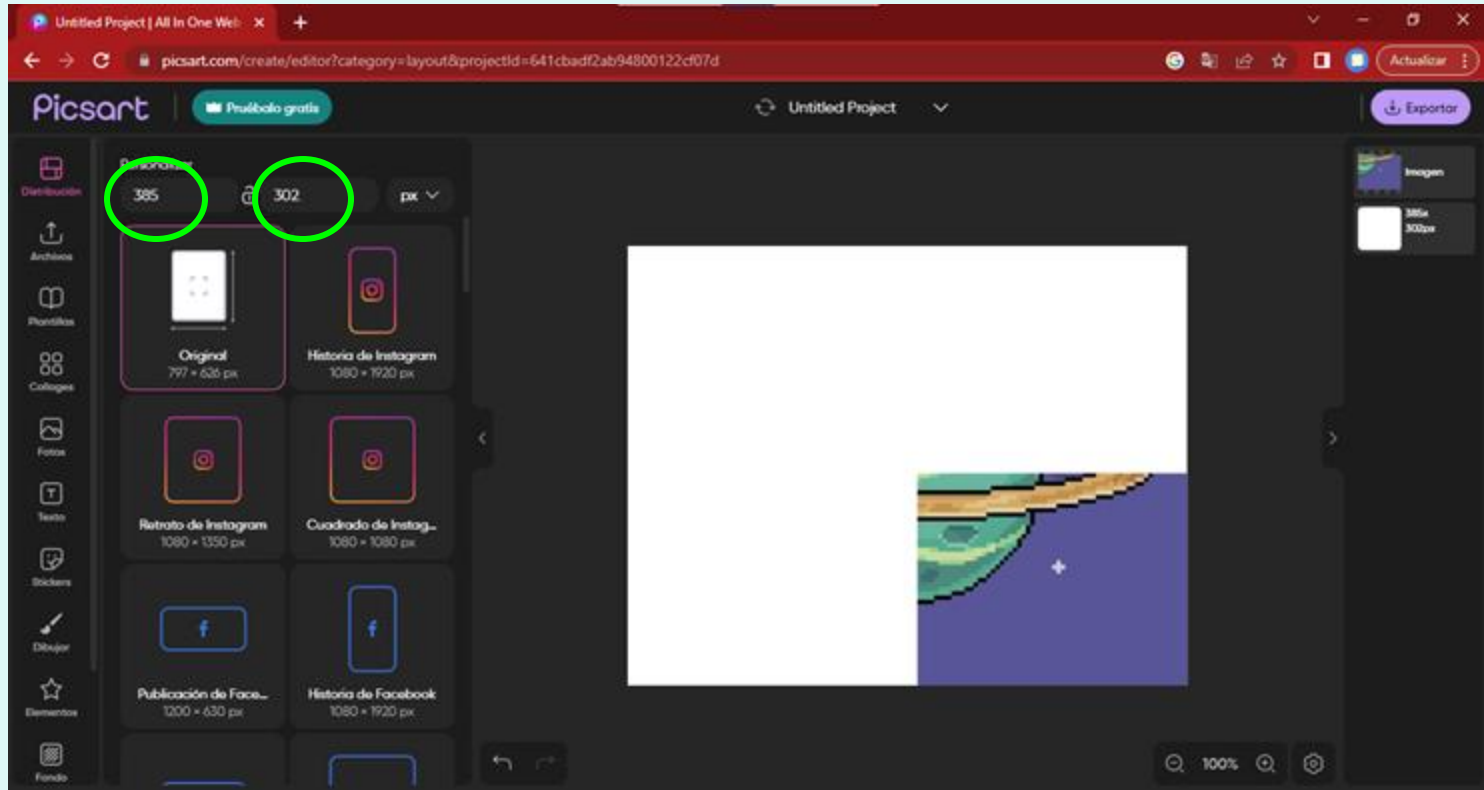 Untitled Project | All In One Web
picsart.com/create/editor?category=layout&projectId=641cbadf2ab94800122cf07d
Actualizar
Picsart
Pruébalo gratis
Untitled Project
Exportar
Distribución
Archivos
Plantillas
Collages
Fotos
Texto
Stickers
Dibujar
Elementos
Fondo
385
302
px
Original
797 × 626 px
Historia de Instagram
1080 × 1920 px
Retrato de Instagram
1080 × 1350 px
Cuadrado de Instag...
1080 × 1080 px
Publicación de Face...
1200 × 630 px
Historia de Facebook
1080 × 1920 px
100%
Imagen
385x
302px